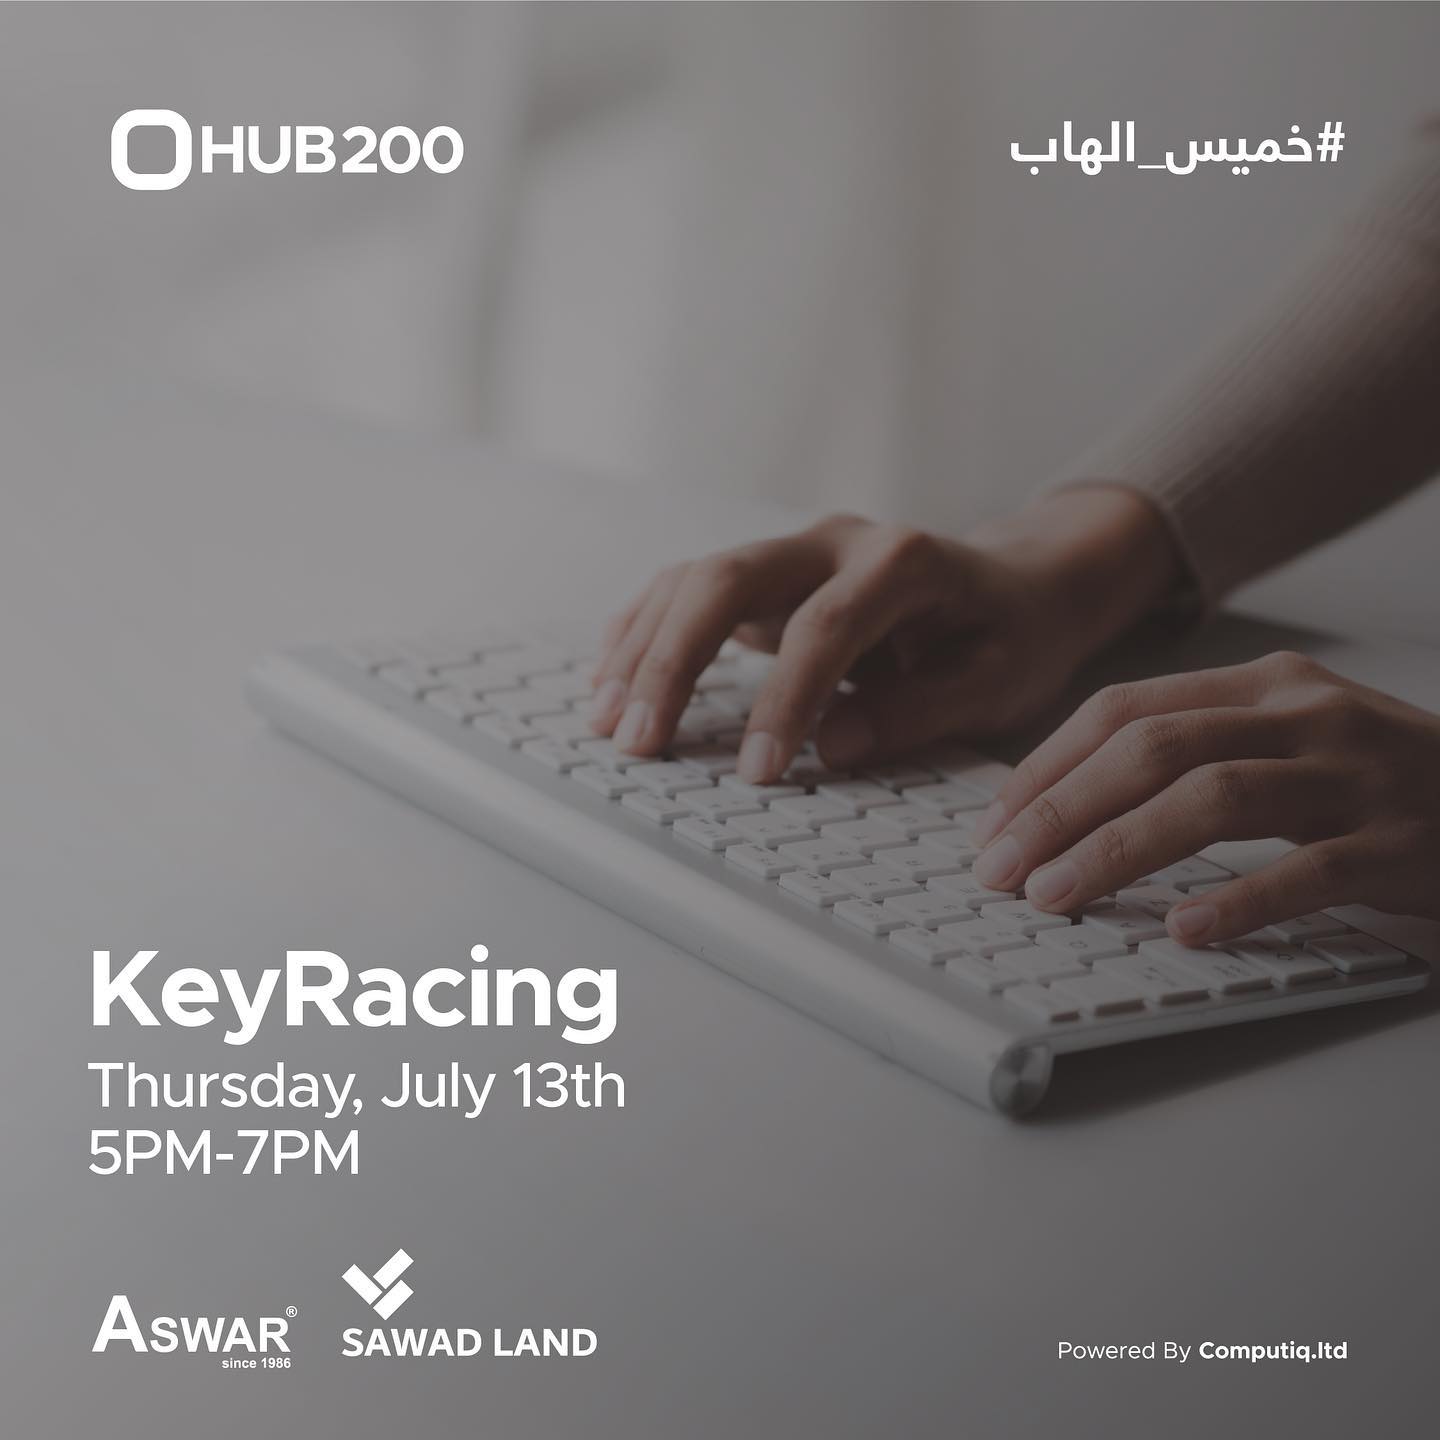 HUB200
#خميس_الهاب
KeyRacing
Thursday, July 13th
5PM-7PM
ASWAR®
since 1986
SAWAD LAND
Powered By Computiq.ltd